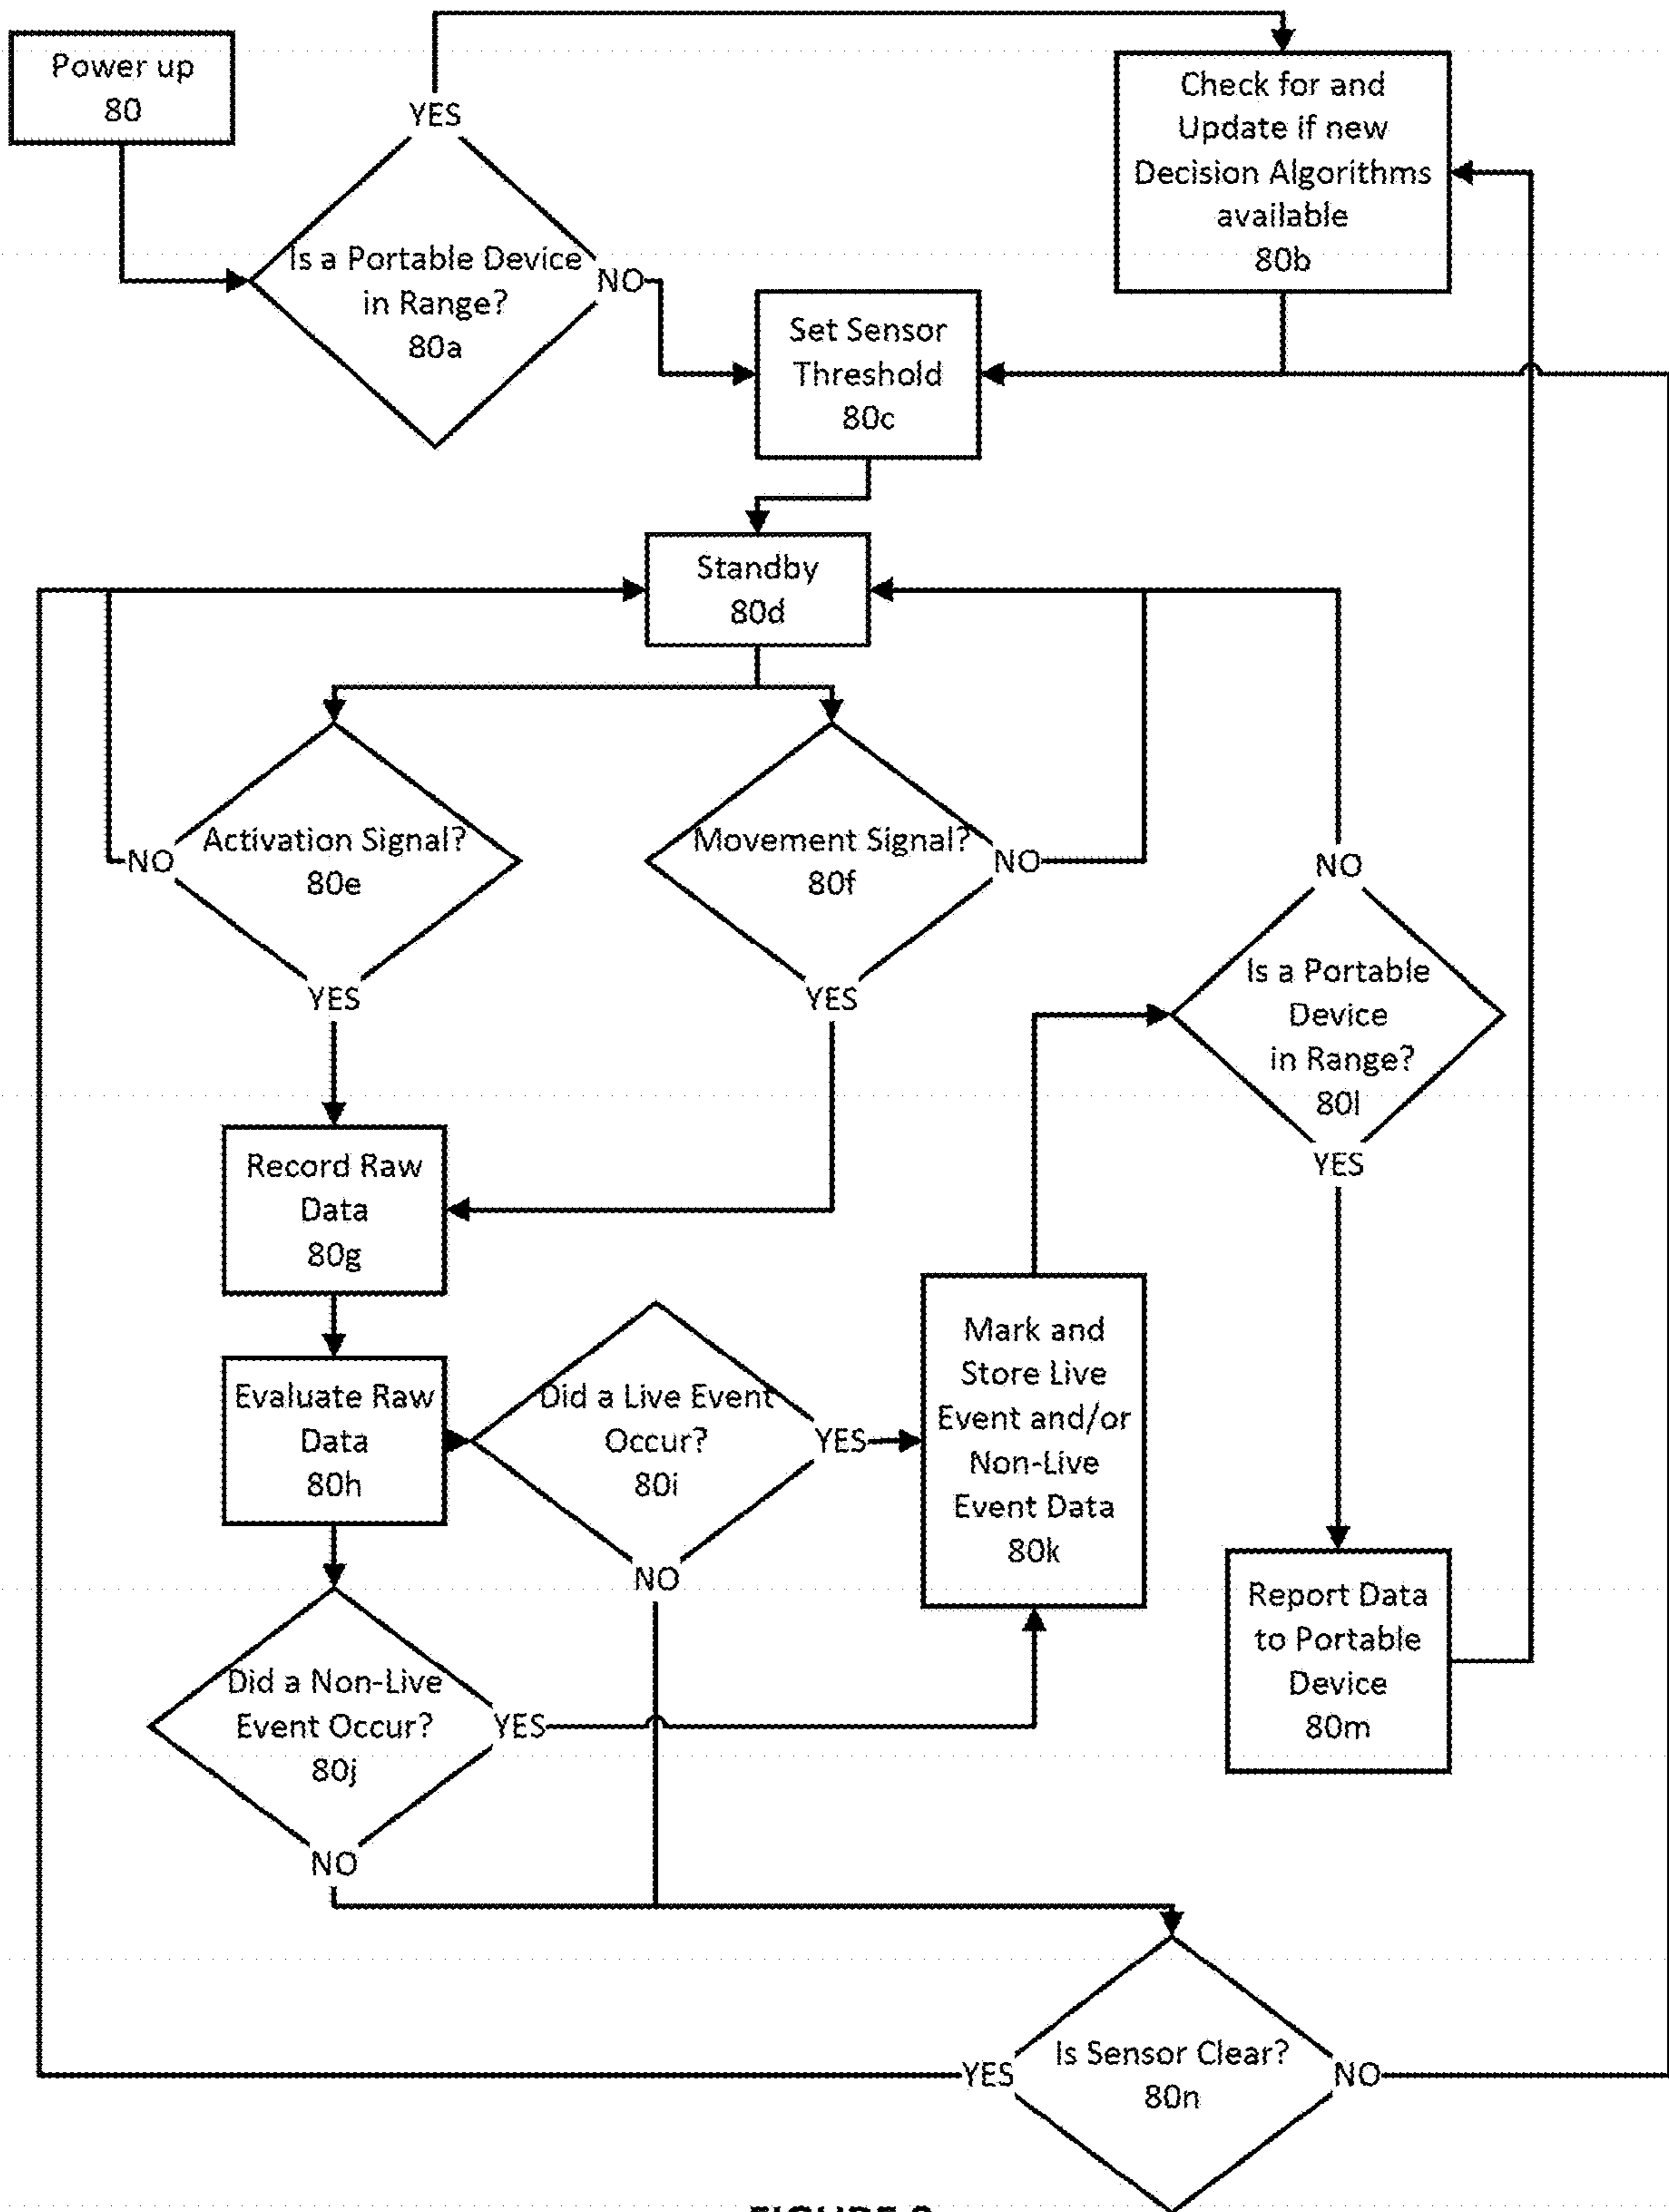 Power up
80
YES
Check for and
Update if new
Decision Algorithms
available
80b
Is a Portable Device
in Range?
80a
NO
Set Sensor
Threshold
80c
Standby
80d
Activation Signal?
80e
NO
YES
Movement Signal?
80f
NO
YES
NO
Is a Portable
Device
in Range?
80l
YES
Record Raw
Data
80g
Evaluate Raw
Data
80h
Did a Live Event
Occur?
80i
YES
NO
Mark and
Store Live
Event and/or
Non-Live
Event Data
80k
Report Data
to Portable
Device
80m
Did a Non-Live
Event Occur?
80j
YES
NO
Is Sensor Clear?
80n
YES
NO